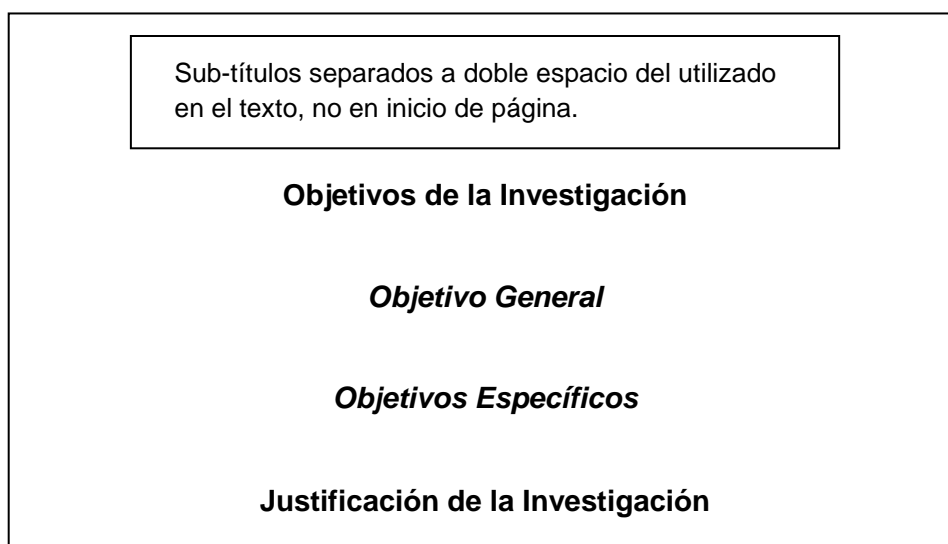 Sub-títulos separados a doble espacio del utilizado
en el texto, no en inicio de página.
Objetivos de la Investigación
Objetivo General
Objetivos Específicos
Justificación de la Investigación